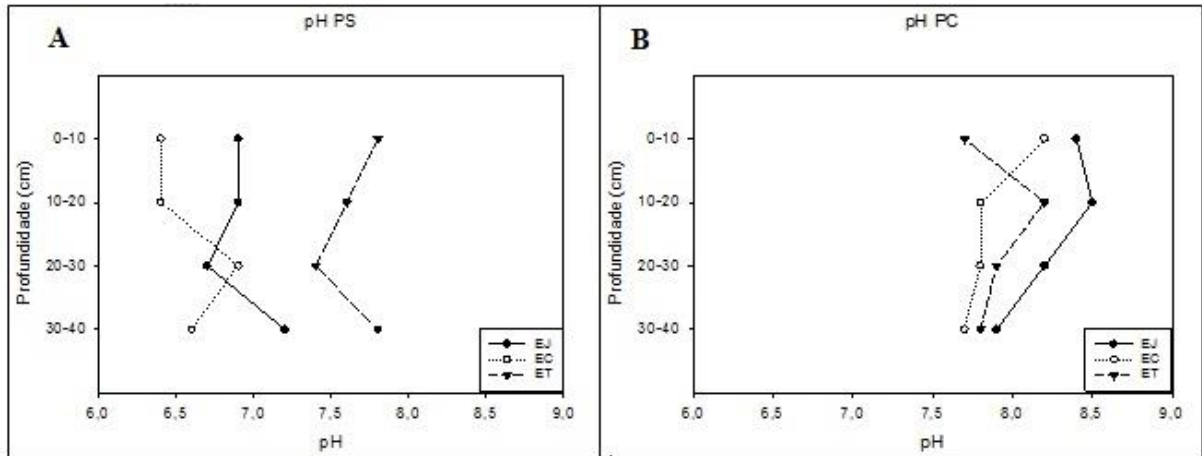 A
pH PS
Profundidade (cm)
0-10
10-20
20-30
30-40
EJ
EC
ET
6,0 6,5 7,0 7,5 8,0 8,5 9,0
pH
B
pH PC
Profundidade (cm)
0-10
10-20
20-30
30-40
EJ
EC
ET
6,0 6,5 7,0 7,5 8,0 8,5 9,0
pH